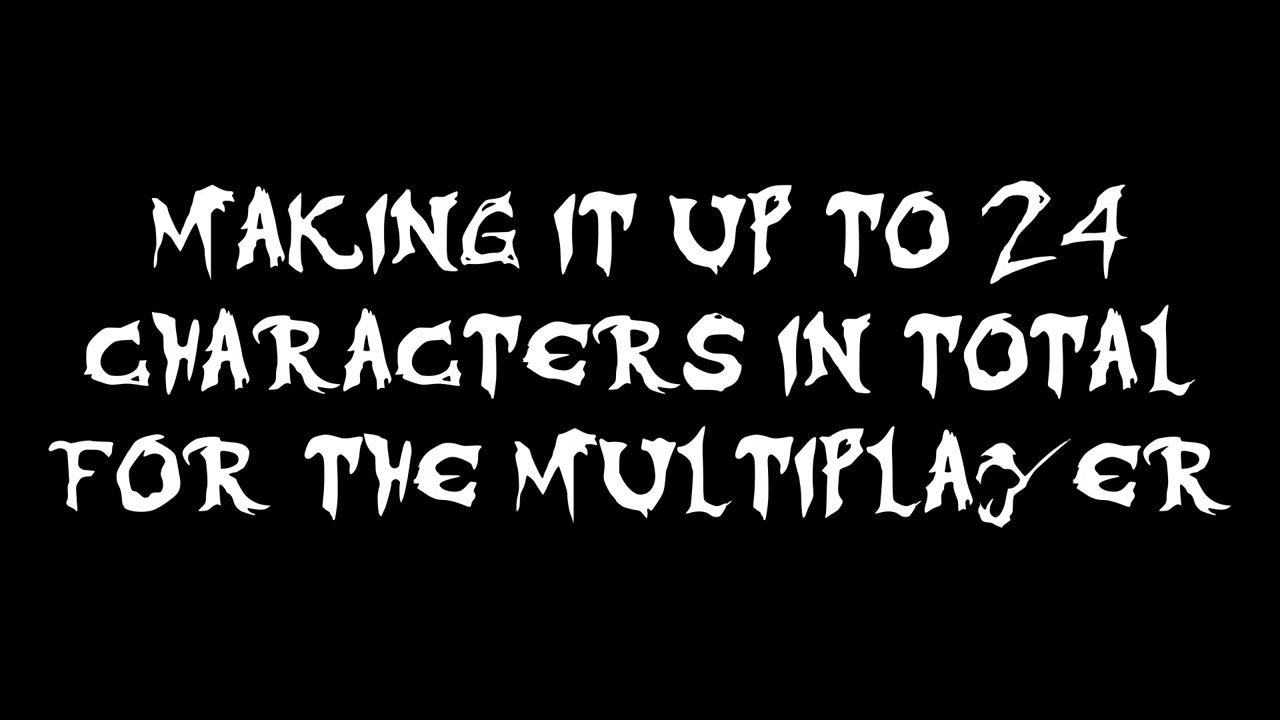 MAKING IT UP TO 24
CHARACTERS IN TOTAL
FOR THE MULTIPLAYER